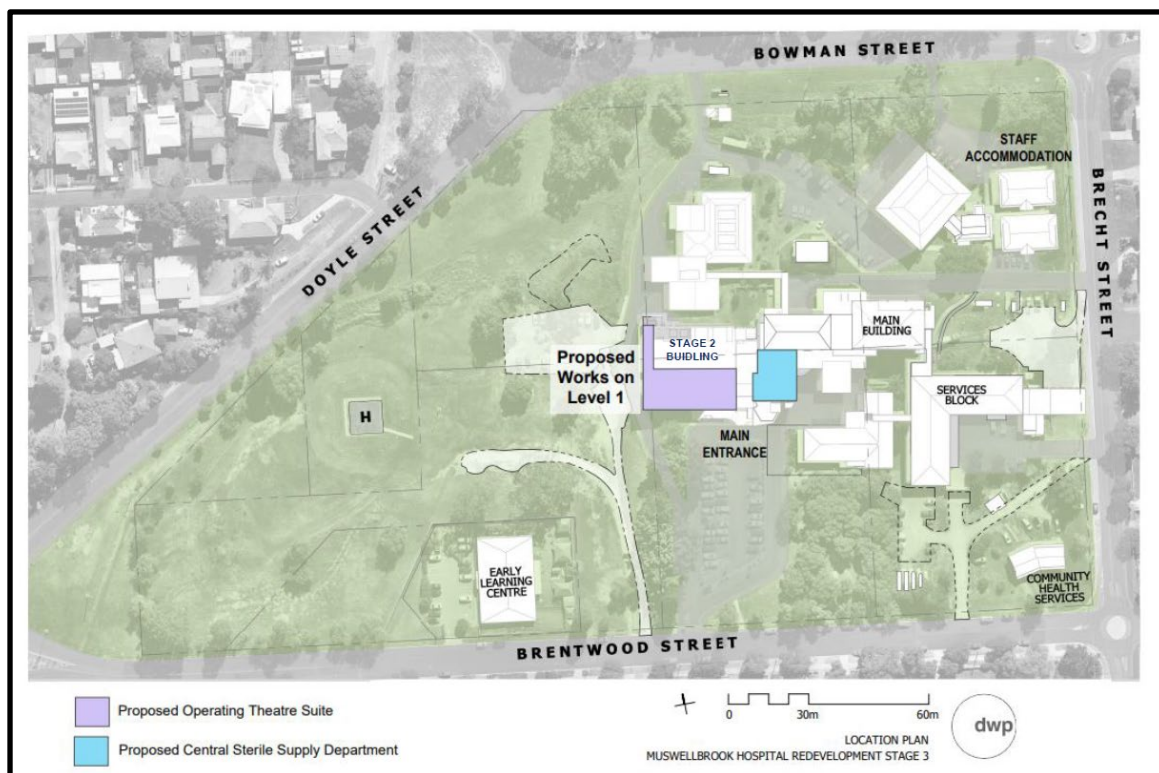 BOWMAN STREET
STAFF
ACCOMMODATION
BRECHT STREET
DOYLE STREET
MAIN
BUILDING
STAGE 2
BUIDLING
Proposed
Works on
Level 1
SERVICES
BLOCK
H
MAIN
ENTRANCE
EARLY
LEARNING
CENTRE
COMMUNITY
HEALTH
SERVICES
BRENTWOOD STREET
Proposed Operating Theatre Suite
Proposed Central Sterile Supply Department
0 30m 60m
LOCATION PLAN
MUSWELLBROOK HOSPITAL REDEVELOPMENT STAGE 3
dwp